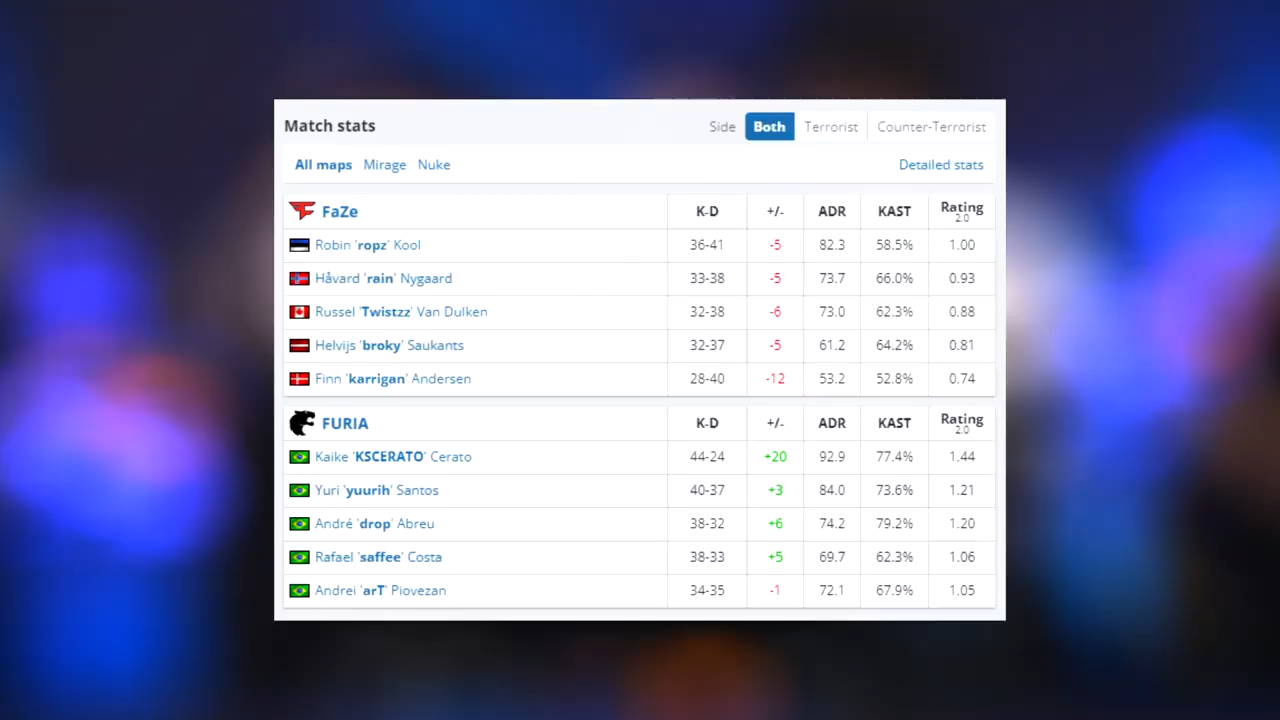 Match stats Side Both Terrorist Counter-Terrorist
All maps Mirage Nuke Detailed stats
FaZe K-D +/- ADR KAST Rating 2.0
Robin 'ropz' Kool 36-41 -5 82.3 58.5% 1.00
Håvard 'rain' Nygaard 33-38 -5 73.7 66.0% 0.93
Russel 'Twistzz' Van Dulken 32-38 -6 73.0 62.3% 0.88
Helvijs 'broky' Saukants 32-37 -5 61.2 64.2% 0.81
Finn 'karrigan' Andersen 28-40 -12 53.2 52.8% 0.74
FURIA K-D +/- ADR KAST Rating 2.0
Kaike 'KSCERATO' Cerato 44-24 +20 92.9 77.4% 1.44
Yuri 'yuurih' Santos 40-37 +3 84.0 73.6% 1.21
André 'drop' Abreu 38-32 +6 74.2 79.2% 1.20
Rafael 'saffee' Costa 38-33 +5 69.7 62.3% 1.06
Andrei 'arT' Piovezan 34-35 -1 72.1 67.9% 1.05